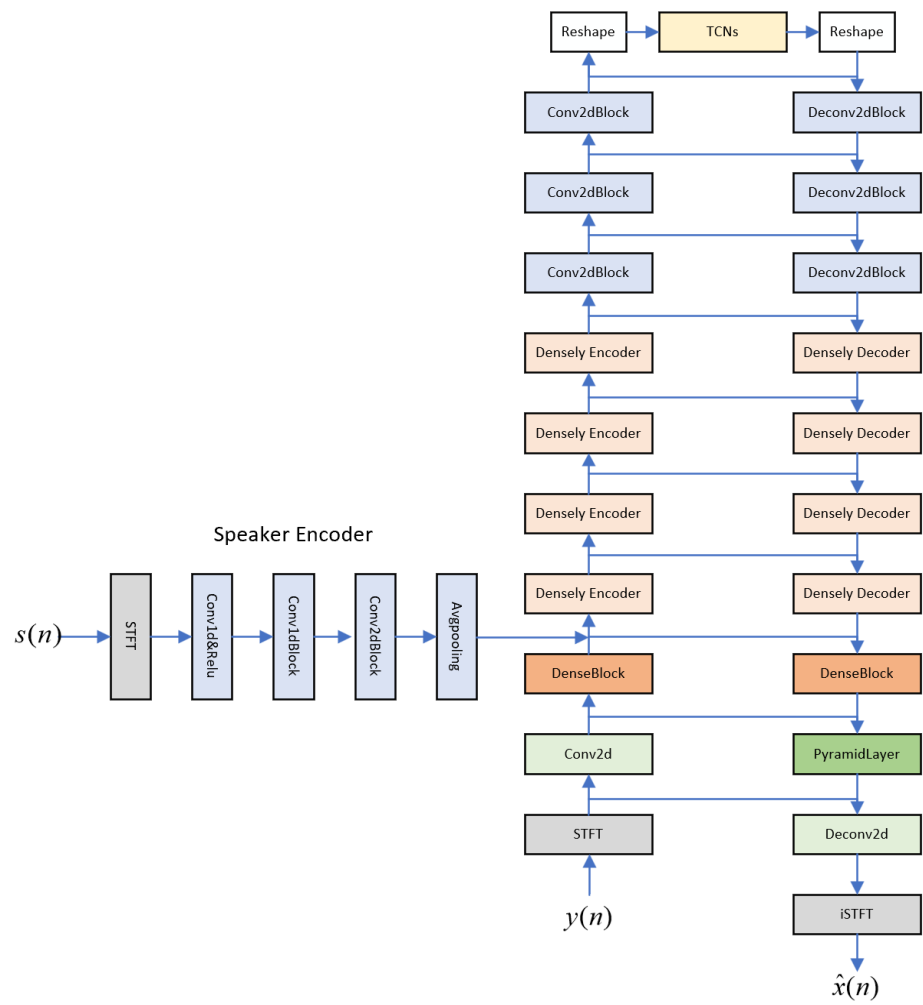 Reshape
TCNs
Reshape
Conv2dBlock
Deconv2dBlock
Conv2dBlock
Deconv2dBlock
Conv2dBlock
Deconv2dBlock
Densely Encoder
Densely Decoder
Densely Encoder
Densely Decoder
Densely Encoder
Densely Decoder
Speaker Encoder
Densely Encoder
Densely Decoder
s(n)
STFT
Conv1d&Relu
Conv1dBlock
Conv2dBlock
Avgpooling
DenseBlock
DenseBlock
Conv2d
PyramidLayer
STFT
Deconv2d
y(n)
iSTFT
x̂(n)